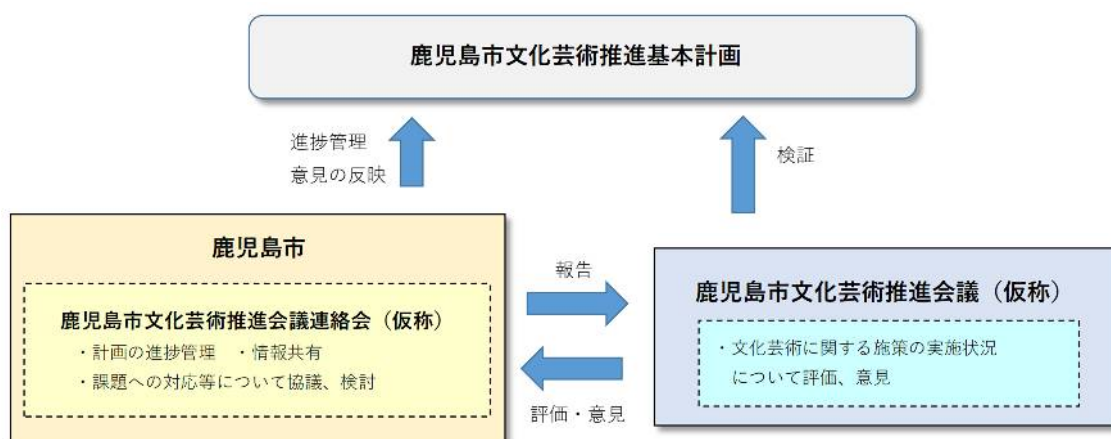 鹿児島市文化芸術推進基本計画
進捗管理
意見の反映
検証
鹿児島市
鹿児島市文化芸術推進会議連絡会（仮称）
・計画の進捗管理　・情報共有
・課題への対応等について協議、検討
報告
評価・意見
鹿児島市文化芸術推進会議（仮称）
・文化芸術に関する施策の実施状況
について評価、意見